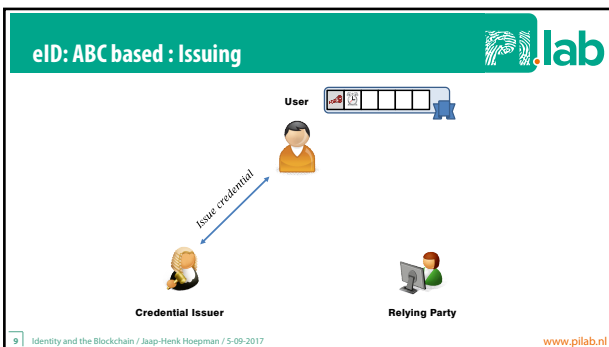 eID: ABC based : Issuing
PI.lab
User
Issue credential
Credential Issuer
Relying Party
9 Identity and the Blockchain / Jaap-Henk Hoepman / 5-09-2017
www.pilab.nl